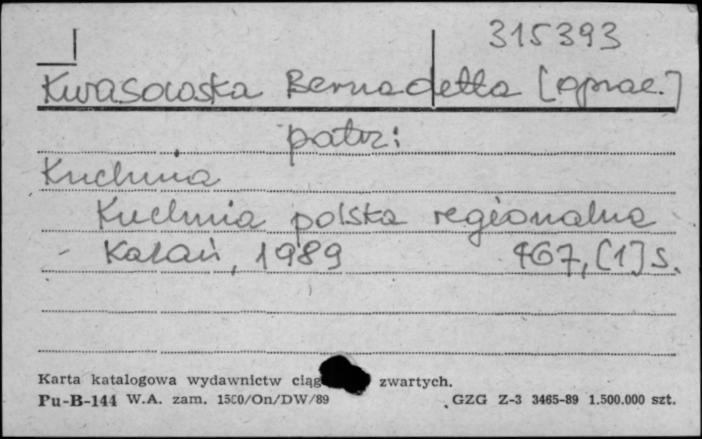 315393
Kwasowska Bernadetta [oprac.]
patrz:
Kuchnia
Kuchnia polska regionalna
- 1989 467, [1] s.
Karta katalogowa wydawnictw ciąg zwartych.
Pu-B-144 W.A. zam. 1500/On/DW/89 GZG Z-3 3465-89 1.500.000 szt.